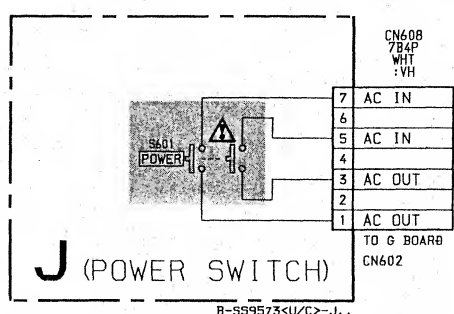 CN608
7B4P
WHT
:VH
7 AC IN
6
5 AC IN
4
3 AC OUT
2
1 AC OUT
TO G BOARD
CN602
S601
POWER
J (POWER SWITCH)
B-SS9573<U/C>-J..